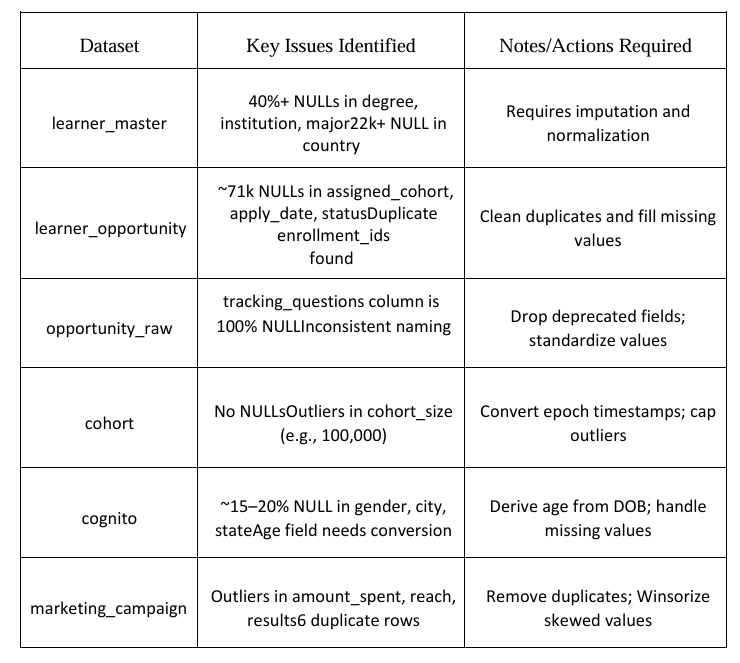 Dataset
Key Issues Identified
Notes/Actions Required
learner_master
40%+ NULLs in degree,
institution, major22k+ NULL in
country
Requires imputation and
normalization
learner_opportunity
~71k NULLs in assigned_cohort,
apply_date, statusDuplicate
enrollment_ids
found
Clean duplicates and fill missing
values
opportunity_raw
tracking_questions column is
100% NULLInconsistent naming
Drop deprecated fields;
standardize values
cohort
No NULLsOutliers in cohort_size
(e.g., 100,000)
Convert epoch timestamps; cap
outliers
cognito
~15–20% NULL in gender, city,
stateAge field needs conversion
Derive age from DOB; handle
missing values
marketing_campaign
Outliers in amount_spent, reach,
results6 duplicate rows
Remove duplicates; Winsorize
skewed values